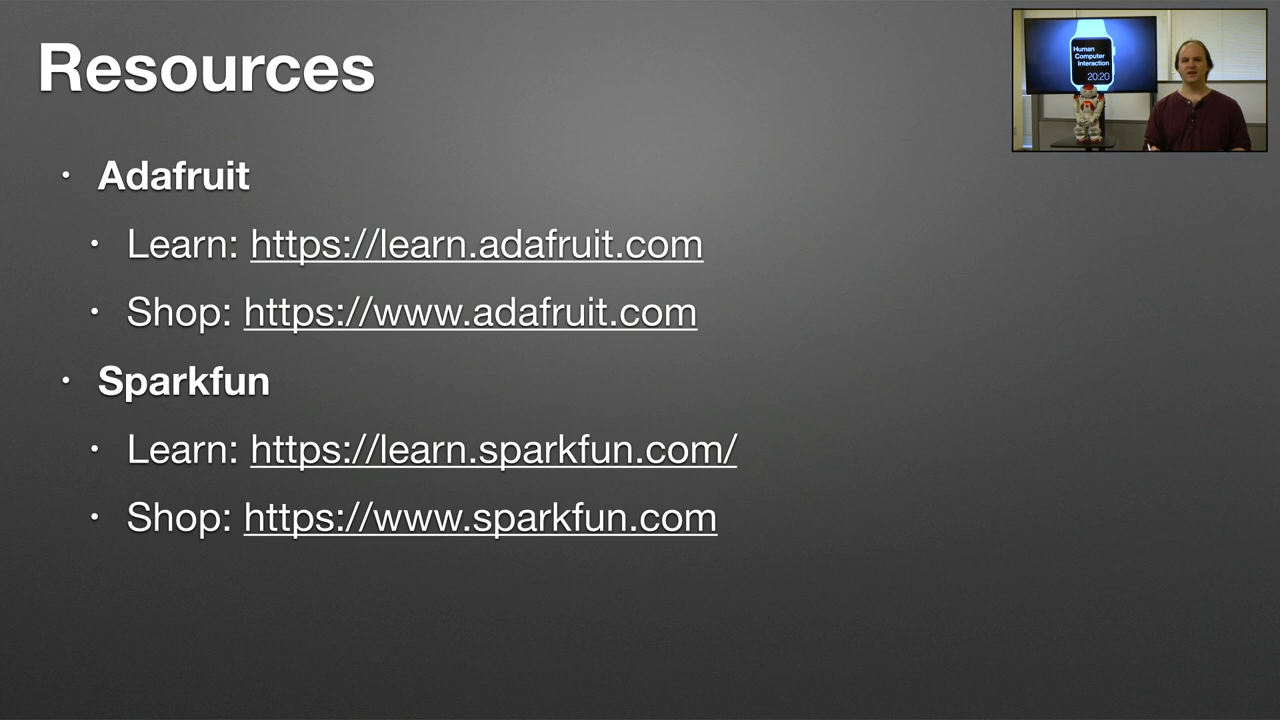 Resources
Human
Computer
Interaction
20:20
• Adafruit
• Learn: https://learn.adafruit.com
• Shop: https://www.adafruit.com
• Sparkfun
• Learn: https://learn.sparkfun.com/
• Shop: https://www.sparkfun.com